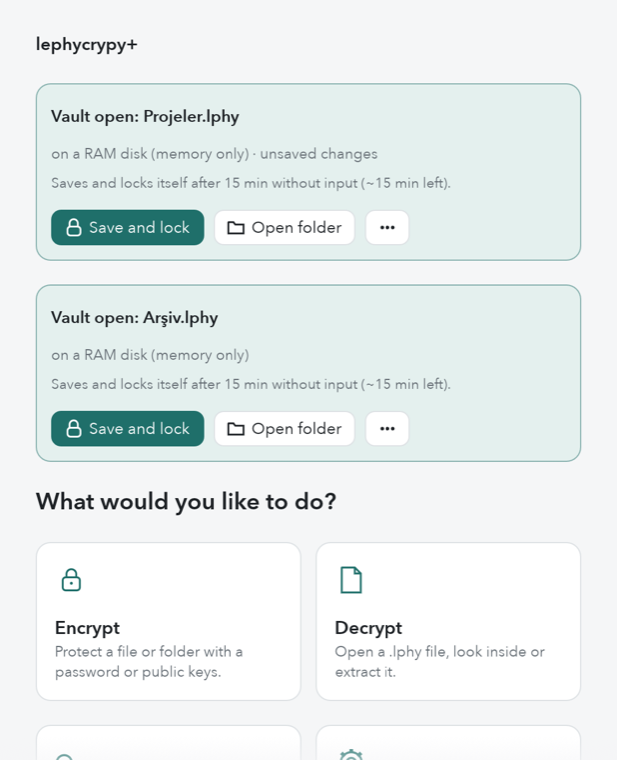 lephycrypy+
Vault open: Projeler.lphy
on a RAM disk (memory only) · unsaved changes
Saves and locks itself after 15 min without input (~15 min left).
Save and lock
Open folder
•••
Vault open: Arşiv.lphy
on a RAM disk (memory only)
Saves and locks itself after 15 min without input (~15 min left).
Save and lock
Open folder
•••
What would you like to do?
Encrypt
Protect a file or folder with a
password or public keys.
Decrypt
Open a .lphy file, look inside or
extract it.